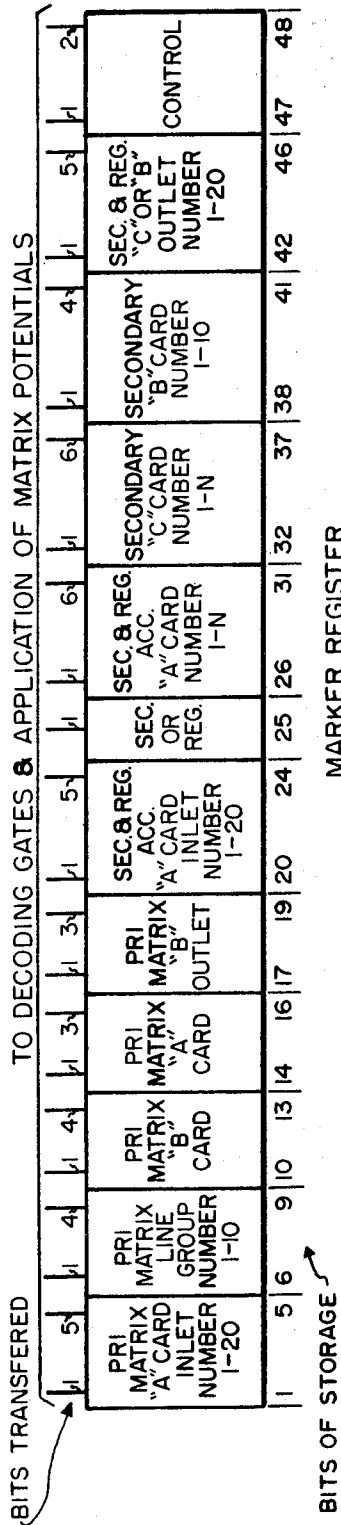 TO DECODING GATES & APPLICATION OF MATRIX POTENTIALS
BITS TRANSFERED
1 5 1 4 1 4 1 3 1 3 1 5 1 1 6 1 6 1 4 1 5 1 2
PRI
MATRIX
"A" CARD
INLET
NUMBER
1-20
PRI
MATRIX
LINE
GROUP
NUMBER
1-10
PRI
MATRIX
"B"
CARD
PRI
MATRIX
"A"
CARD
PRI
MATRIX
"B"
OUTLET
SEC. & REG.
ACC.
"A" CARD
INLET
NUMBER
1-20
SEC.
OR
REG.
SEC. & REG.
ACC.
"A" CARD
NUMBER
1-N
SECONDARY
"C" CARD
NUMBER
1-N
SECONDARY
"B" CARD
NUMBER
1-10
SEC. & REG.
"C" OR "B"
OUTLET
NUMBER
1-20
CONTROL
1 5 6 9 10 13 14 16 17 19 20 24 25 26 31 32 37 38 41 42 46 47 48
BITS OF STORAGE
MARKER REGISTER